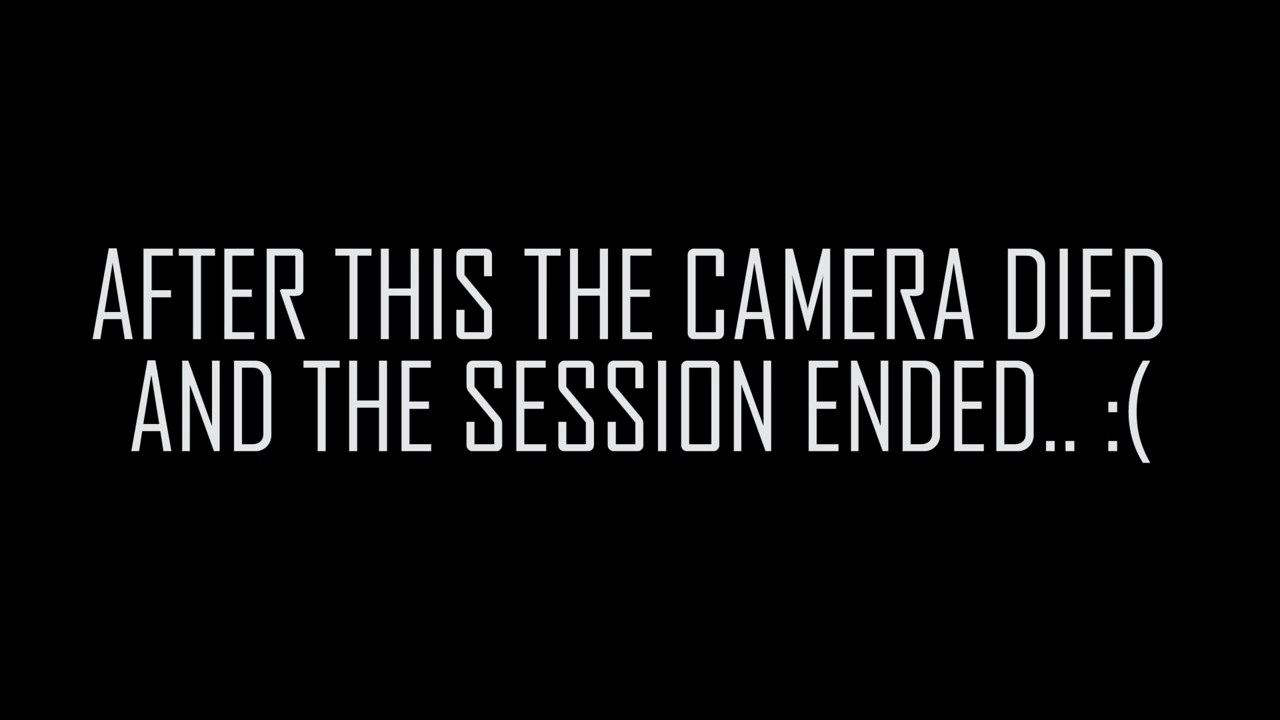 AFTER THIS THE CAMERA DIED
AND THE SESSION ENDED.. :(